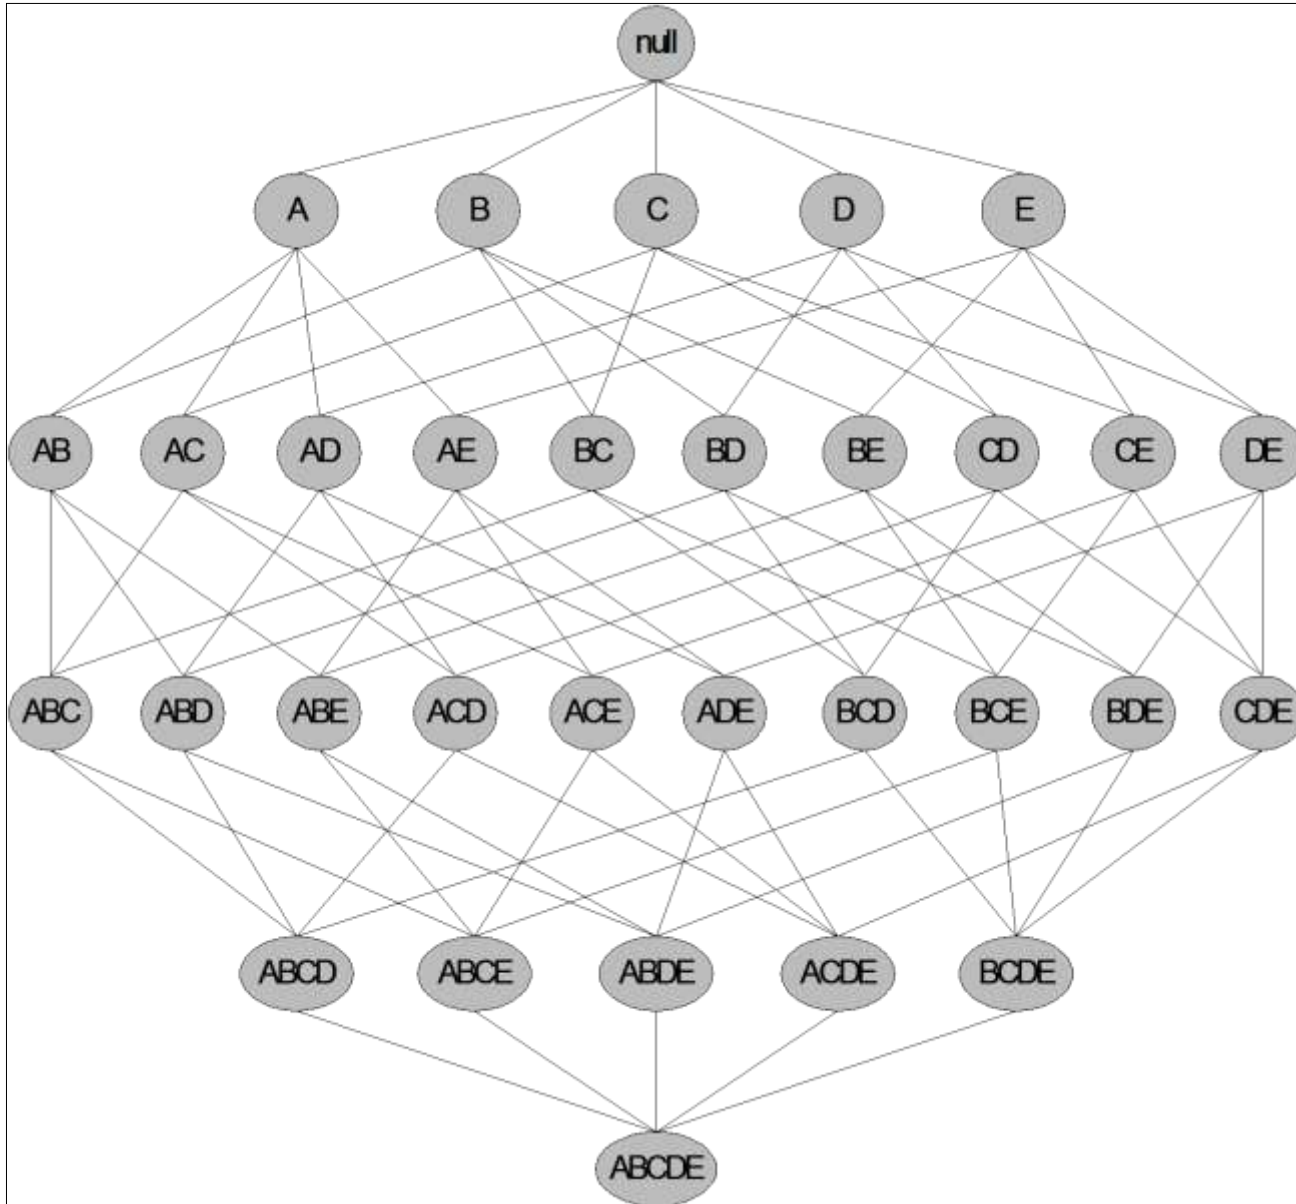 null
A B C D E
AB AC AD AE BC BD BE CD CE DE
ABC ABD ABE ACD ACE ADE BCD BCE BDE CDE
ABCD ABCE ABDE ACDE BCDE
ABCDE